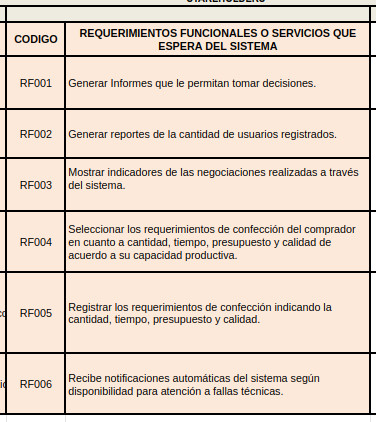 STAKEHOLDERS
CODIGO
REQUERIMIENTOS FUNCIONALES O SERVICIOS QUE
ESPERA DEL SISTEMA
RF001
Generar Informes que le permitan tomar decisiones.
RF002
Generar reportes de la cantidad de usuarios registrados.
RF003
Mostrar indicadores de las negociaciones realizadas a través
del sistema.
RF004
Seleccionar los requerimientos de confección del comprador
en cuanto a cantidad, tiempo, presupuesto y calidad de
acuerdo a su capacidad productiva.
RF005
Registrar los requerimientos de confección indicando la
cantidad, tiempo, presupuesto y calidad.
RF006
Recibe notificaciones automáticas del sistema según
disponibilidad para atención a fallas técnicas.